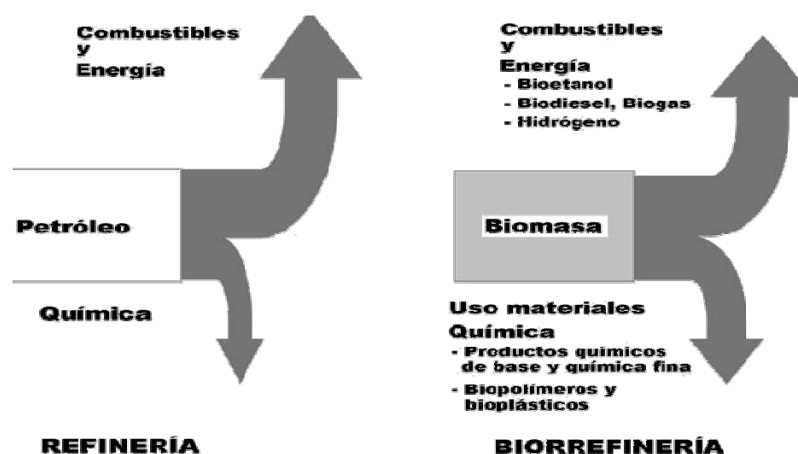 Combustibles
y
Energía
Petróleo
Química
REFINERÍA
Combustibles
y
Energía
- Bioetanol
- Biodiesel, Biogas
- Hidrógeno
Biomasa
Uso materiales
Química
- Productos químicos
de base y química fina
- Biopolímeros y
bioplásticos
BIORREFINERÍA